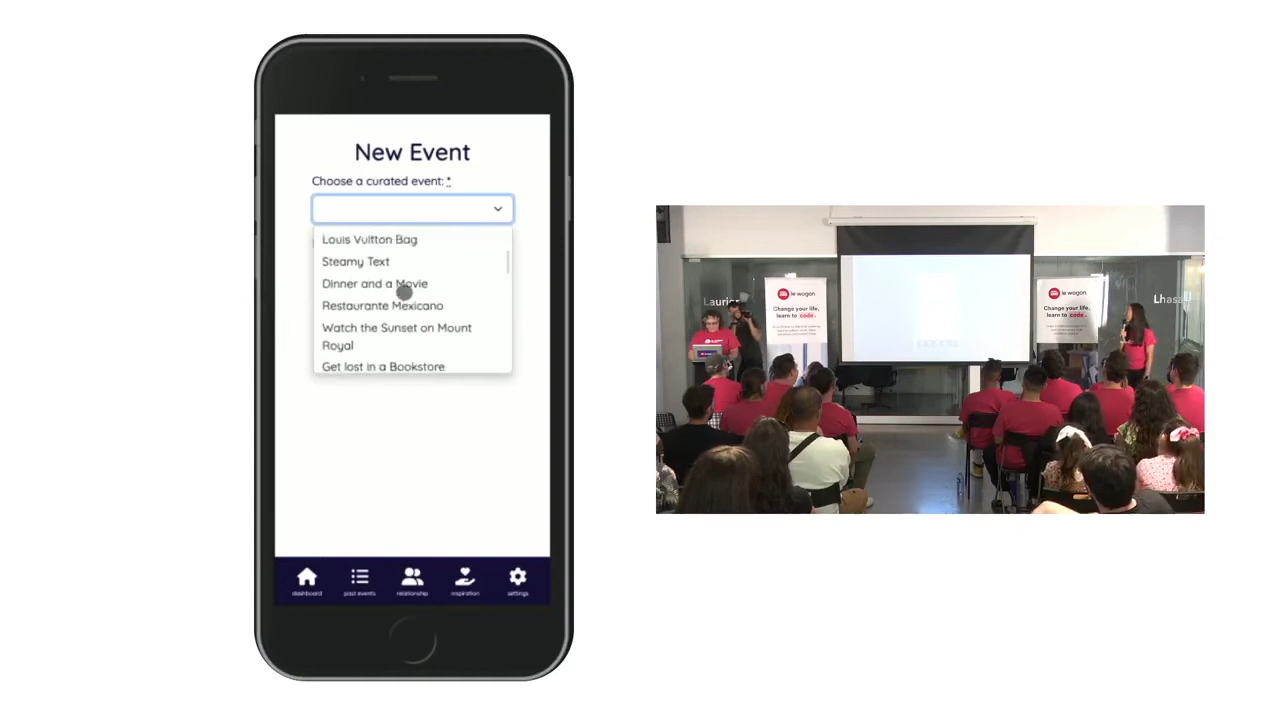 New Event
Choose a curated event: *
Louis Vuitton Bag
Steamy Text
Dinner and a Movie
Restaurante Mexicano
Watch the Sunset on Mount
Royal
Get lost in a Bookstore
dashboard
past events
relationship
inspiration
settings
Laurier
le wagon
Change your life,
learn to code.
le wagon
Change your life,
learn to code.
Lhasa